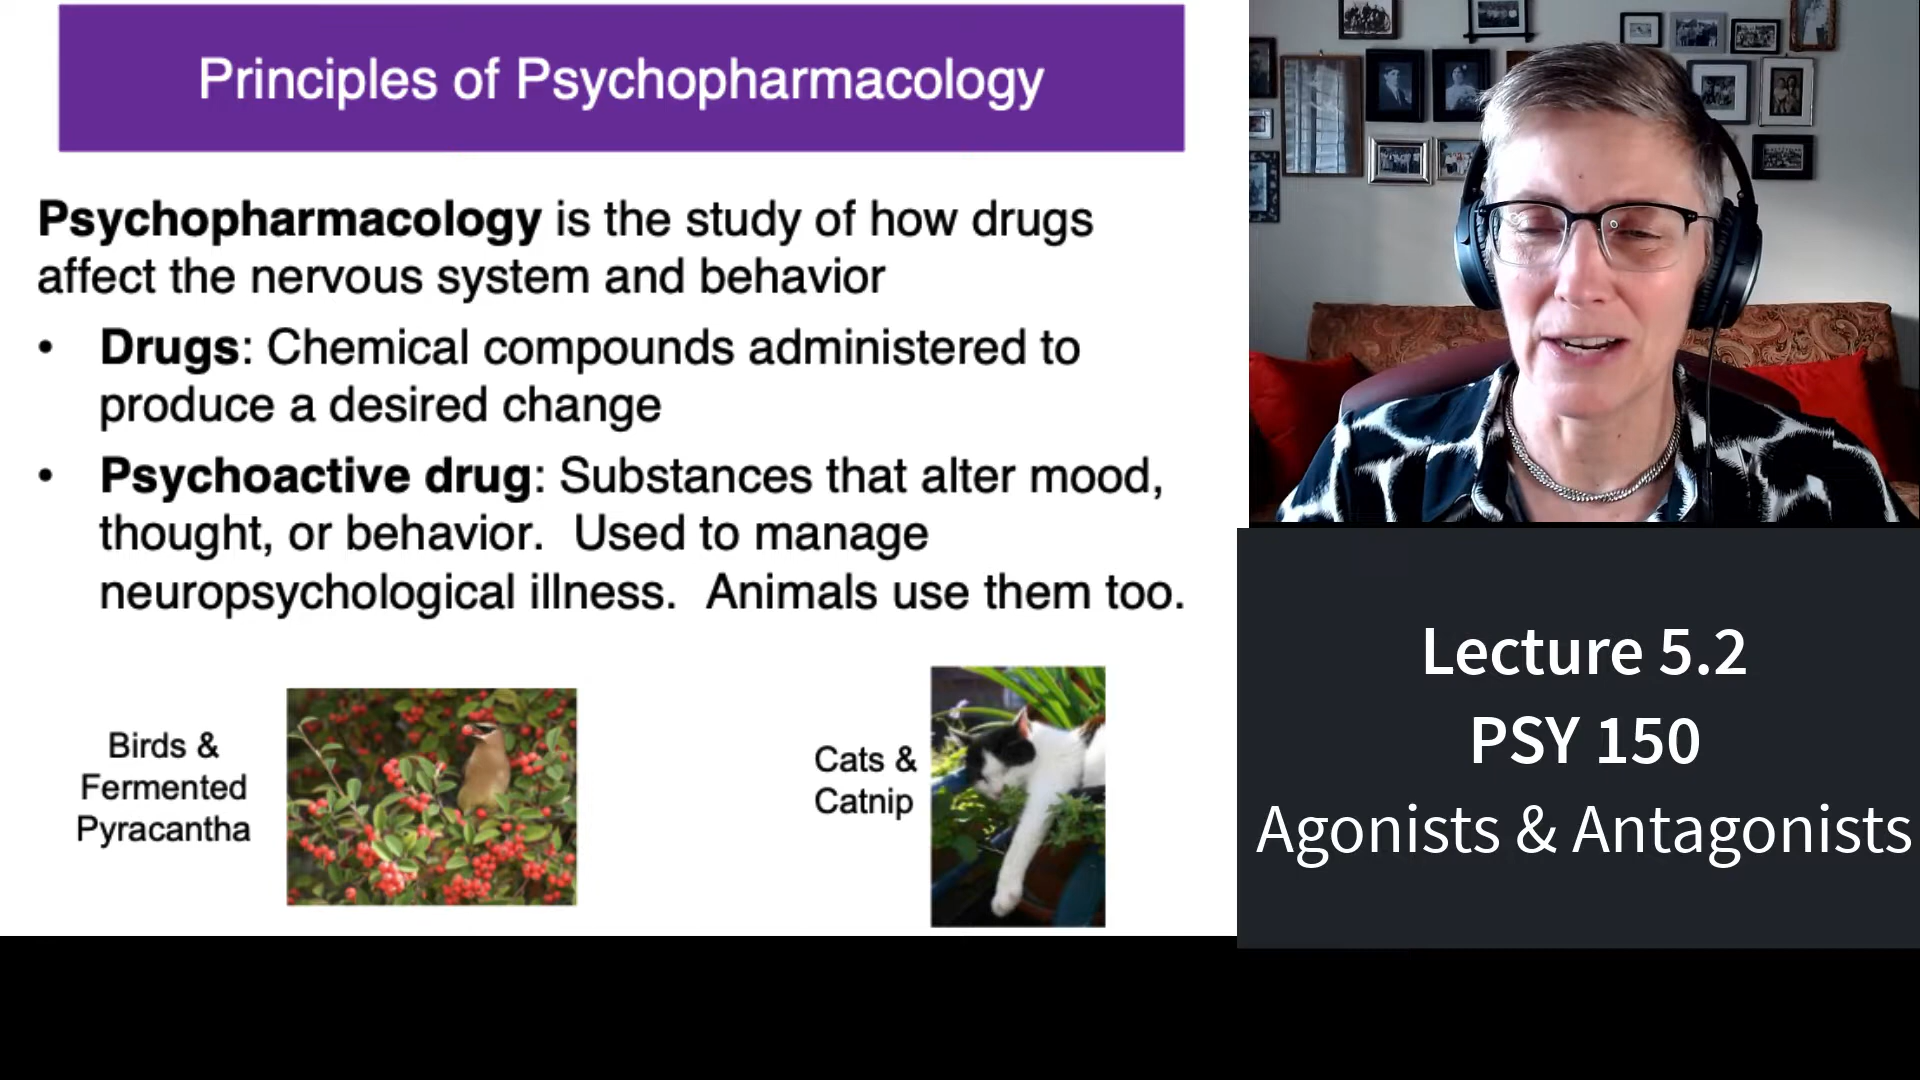 Principles of Psychopharmacology
Psychopharmacology is the study of how drugs
affect the nervous system and behavior
• Drugs: Chemical compounds administered to
produce a desired change
• Psychoactive drug: Substances that alter mood,
thought, or behavior.  Used to manage
neuropsychological illness.  Animals use them too.
Birds &
Fermented
Pyracantha
Cats &
Catnip
Lecture 5.2
PSY 150
Agonists & Antagonists